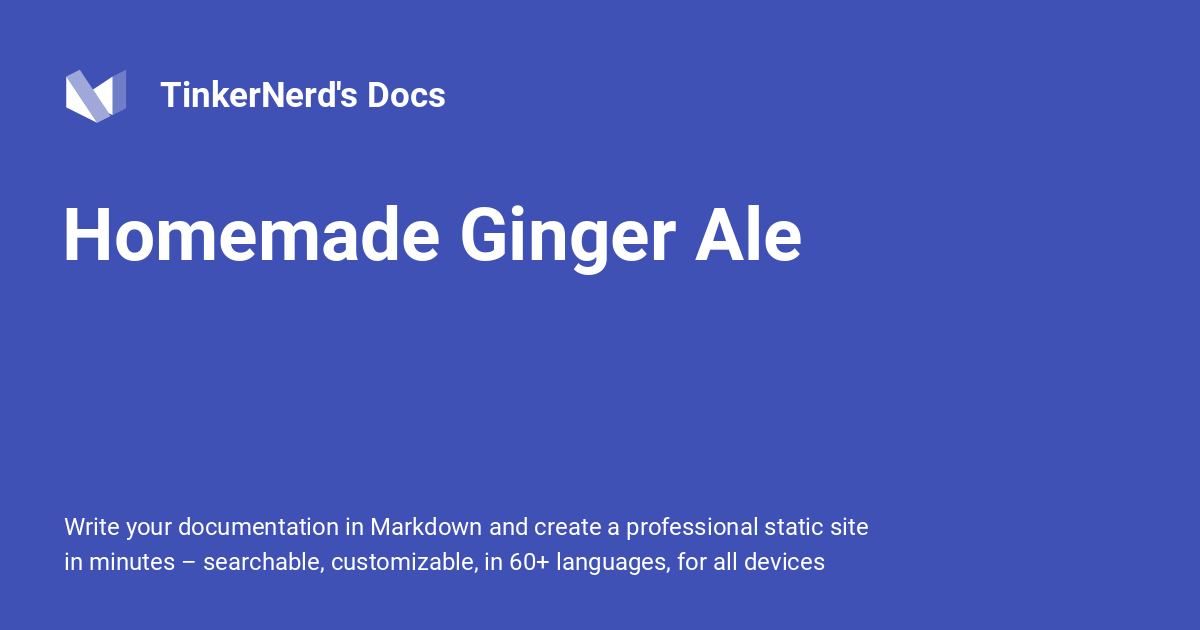 TinkerNerd's Docs
Homemade Ginger Ale
Write your documentation in Markdown and create a professional static site
in minutes – searchable, customizable, in 60+ languages, for all devices